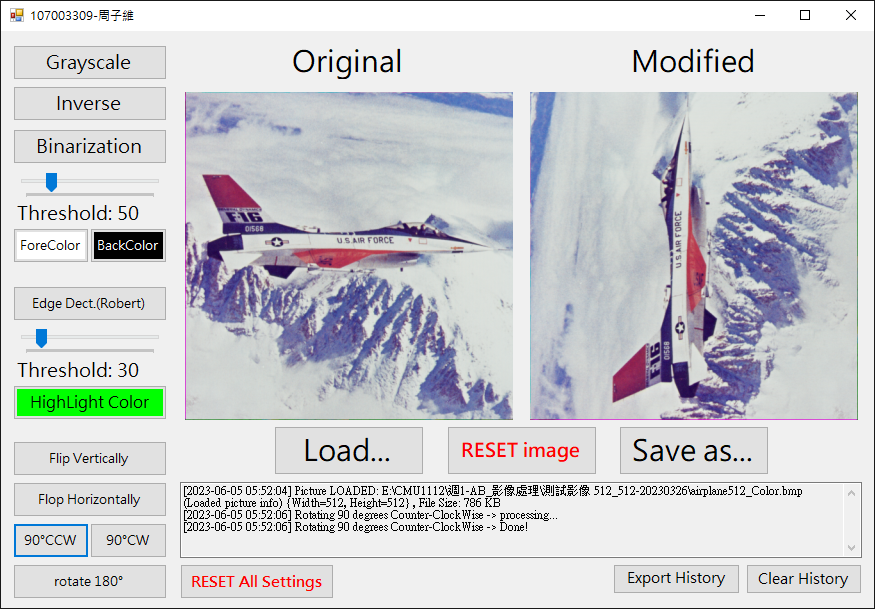 107003309-周子維
Grayscale
Inverse
Binarization
Threshold: 50
ForeColor BackColor
Edge Dect.(Robert)
Threshold: 30
HighLight Color
Flip Vertically
Flop Horizontally
90°CCW 90°CW
rotate 180°
Original Modified
F-16
01568
U.S. AIR FORCE
F-16
01568
U.S. AIR FORCE
Load... RESET image Save as...
[2023-06-05 05:52:04] Picture LOADED: E:\CMU1112\週1-AB_影像處理\測試影像 512_512-20230326\airplane512_Color.bmp
(Loaded picture info) {Width=512, Height=512} , File Size: 786 KB
[2023-06-05 05:52:06] Rotating 90 degrees Counter-ClockWise -> processing...
[2023-06-05 05:52:06] Rotating 90 degrees Counter-ClockWise -> Done!
RESET All Settings Export History Clear History